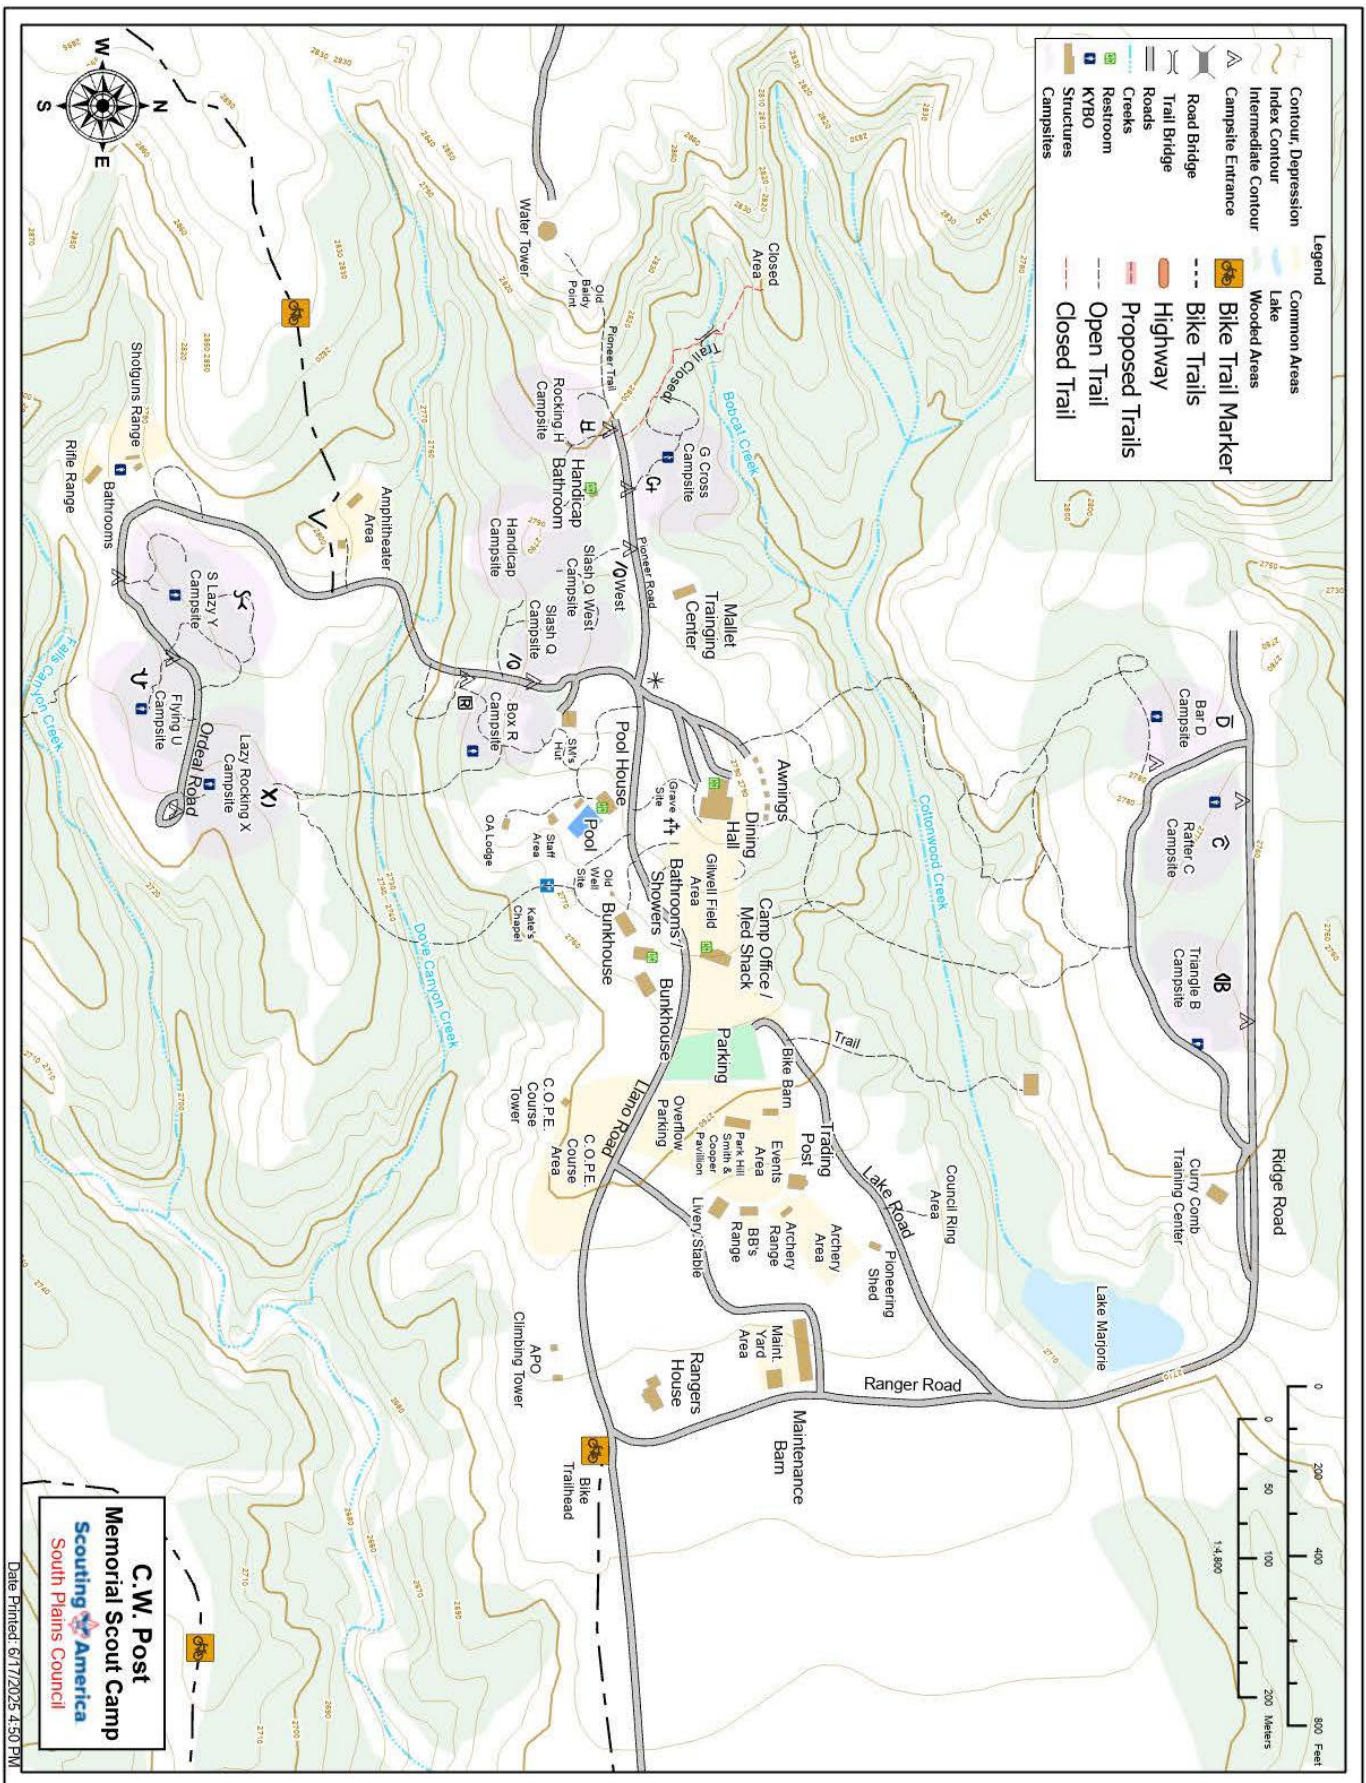 Legend
Contour, Depression
Index Contour
Intermediate Contour
Campsite Entrance
Road Bridge
Trail Bridge
Roads
Creeks
Restroom
KYBO
Structures
Campsites
Common Areas
Lake
Wooded Areas
Bike Trail Marker
Bike Trails
Highway
Proposed Trails
Open Trail
Closed Trail
N
E
S
W
0 200 400 800 Feet
0 50 100 200 Meters
1:4,800
Ridge Road
Bar D
Campsite
Rafter C
Campsite
Triangle B
Campsite
Curry Comb
Training Center
Lake Marjorie
Cottonwood Creek
Bobcat Creek
Closed
Area
Trail Closed!
G Cross
Campsite
Water Tower
Old
Baldy
Point
Pioneer Trail
Rocking H
Campsite
Handicap
Bathroom
Pioneer Road
Handicap
Campsite
Slash Q West
Campsite
West
Slash Q
Campsite
Mallet
Trainging
Center
Box R
Campsite
SM's
Hut
Pool House
Pool
Grave
Site
Awnings
Dining
Hall
Gilwell Field
Area
Camp Office /
Med Shack
Bathrooms/
Showers
OA Lodge
Staff
Area
Old
Well
Site
Kate's
Chapel
Bunkhouse
Bunkhouse
Parking
Bike Barn
Trail
Trading
Post
Lake Road
Council Ring
Area
Llano Road
Overflow
Parking
Park Hill
Smith &
Cooper
Pavillion
Events
Area
Archery
Area
Archery
Range
BB's
Range
Livery Stable
Pioneering
Shed
C.O.P.E.
Course
Tower
C.O.P.E.
Course
Area
Maint.
Yard
Area
Ranger Road
Maintenance
Barn
Rangers
House
APO
Climbing Tower
Bike
Trailhead
Amphitheater
Area
Shotguns Range
Rifle Range
Bathrooms
S Lazy Y
Campsite
Flying U
Campsite
Ordeal Road
Lazy Rocking X
Campsite
Falls Canyon Creek
Dove Canyon Creek
C.W. Post
Memorial Scout Camp
Scouting America
South Plains Council
Date Printed: 6/17/2025 4:50 PM